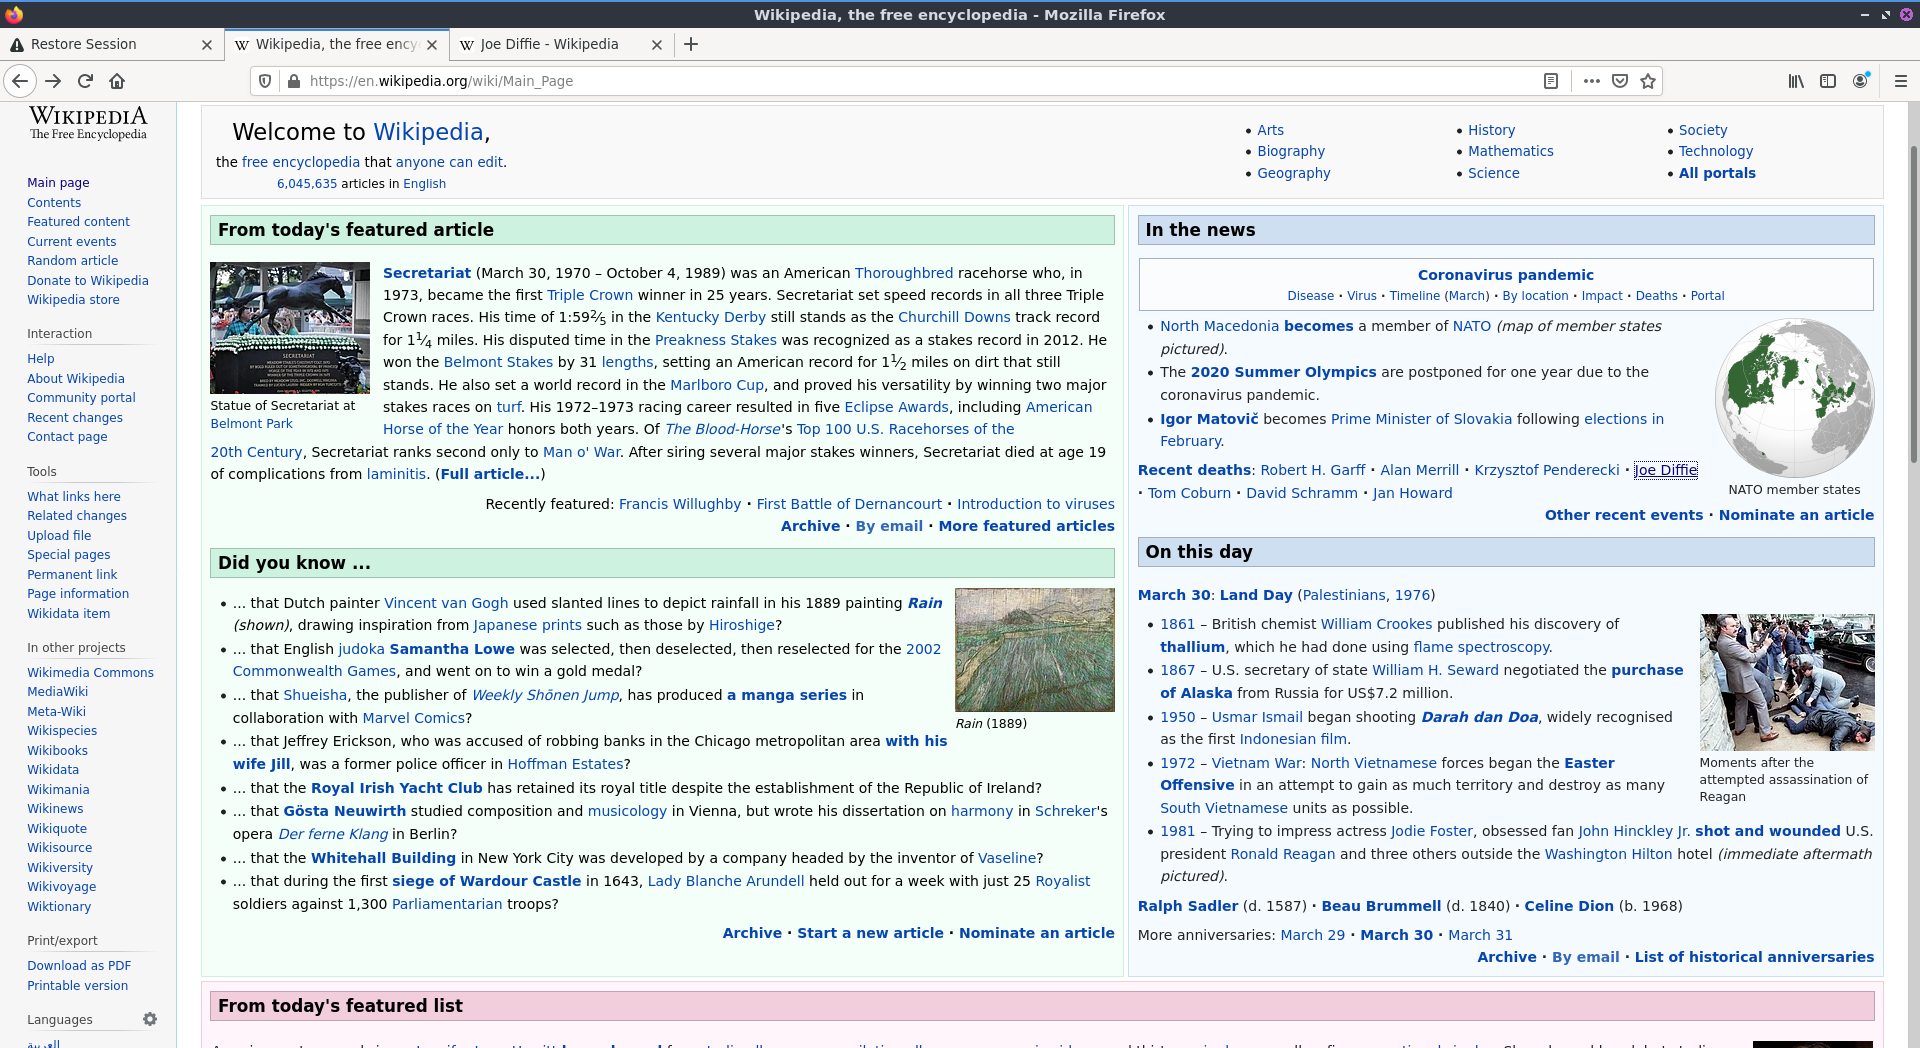 Wikipedia, the free encyclopedia - Mozilla Firefox
Restore Session
Wikipedia, the free ency
Joe Diffie - Wikipedia
https://en.wikipedia.org/wiki/Main_Page
WIKIPEDIA
The Free Encyclopedia
Main page
Contents
Featured content
Current events
Random article
Donate to Wikipedia
Wikipedia store
Interaction
Help
About Wikipedia
Community portal
Recent changes
Contact page
Tools
What links here
Related changes
Upload file
Special pages
Permanent link
Page information
Wikidata item
In other projects
Wikimedia Commons
MediaWiki
Meta-Wiki
Wikispecies
Wikibooks
Wikidata
Wikimania
Wikinews
Wikiquote
Wikisource
Wikiversity
Wikivoyage
Wiktionary
Print/export
Download as PDF
Printable version
Languages
العربية
Welcome to Wikipedia,
the free encyclopedia that anyone can edit.
6,045,635 articles in English
• Arts
• Biography
• Geography
• History
• Mathematics
• Science
• Society
• Technology
• All portals
From today's featured article
Statue of Secretariat at
Belmont Park
Secretariat (March 30, 1970 – October 4, 1989) was an American Thoroughbred racehorse who, in
1973, became the first Triple Crown winner in 25 years. Secretariat set speed records in all three Triple
Crown races. His time of 1:59⅖ in the Kentucky Derby still stands as the Churchill Downs track record
for 1¼ miles. His disputed time in the Preakness Stakes was recognized as a stakes record in 2012. He
won the Belmont Stakes by 31 lengths, setting an American record for 1½ miles on dirt that still
stands. He also set a world record in the Marlboro Cup, and proved his versatility by winning two major
stakes races on turf. His 1972–1973 racing career resulted in five Eclipse Awards, including American
Horse of the Year honors both years. Of The Blood-Horse's Top 100 U.S. Racehorses of the
20th Century, Secretariat ranks second only to Man o' War. After siring several major stakes winners, Secretariat died at age 19
of complications from laminitis. (Full article...)
Recently featured: Francis Willughby · First Battle of Dernancourt · Introduction to viruses
Archive · By email · More featured articles
Did you know ...
• ... that Dutch painter Vincent van Gogh used slanted lines to depict rainfall in his 1889 painting Rain
(shown), drawing inspiration from Japanese prints such as those by Hiroshige?
• ... that English judoka Samantha Lowe was selected, then deselected, then reselected for the 2002
Commonwealth Games, and went on to win a gold medal?
• ... that Shueisha, the publisher of Weekly Shōnen Jump, has produced a manga series in
collaboration with Marvel Comics?
• ... that Jeffrey Erickson, who was accused of robbing banks in the Chicago metropolitan area with his
wife Jill, was a former police officer in Hoffman Estates?
• ... that the Royal Irish Yacht Club has retained its royal title despite the establishment of the Republic of Ireland?
• ... that Gösta Neuwirth studied composition and musicology in Vienna, but wrote his dissertation on harmony in Schreker's
opera Der ferne Klang in Berlin?
• ... that the Whitehall Building in New York City was developed by a company headed by the inventor of Vaseline?
• ... that during the first siege of Wardour Castle in 1643, Lady Blanche Arundell held out for a week with just 25 Royalist
soldiers against 1,300 Parliamentarian troops?
Rain (1889)
Archive · Start a new article · Nominate an article
In the news
Coronavirus pandemic
Disease · Virus · Timeline (March) · By location · Impact · Deaths · Portal
• North Macedonia becomes a member of NATO (map of member states
pictured).
• The 2020 Summer Olympics are postponed for one year due to the
coronavirus pandemic.
• Igor Matovič becomes Prime Minister of Slovakia following elections in
February.
NATO member states
Recent deaths: Robert H. Garff · Alan Merrill · Krzysztof Penderecki · Joe Diffie
· Tom Coburn · David Schramm · Jan Howard
Other recent events · Nominate an article
On this day
March 30: Land Day (Palestinians, 1976)
• 1861 – British chemist William Crookes published his discovery of
thallium, which he had done using flame spectroscopy.
• 1867 – U.S. secretary of state William H. Seward negotiated the purchase
of Alaska from Russia for US$7.2 million.
• 1950 – Usmar Ismail began shooting Darah dan Doa, widely recognised
as the first Indonesian film.
• 1972 – Vietnam War: North Vietnamese forces began the Easter
Offensive in an attempt to gain as much territory and destroy as many
South Vietnamese units as possible.
• 1981 – Trying to impress actress Jodie Foster, obsessed fan John Hinckley Jr. shot and wounded U.S.
president Ronald Reagan and three others outside the Washington Hilton hotel (immediate aftermath
pictured).
Moments after the
attempted assassination of
Reagan
Ralph Sadler (d. 1587) · Beau Brummell (d. 1840) · Celine Dion (b. 1968)
More anniversaries: March 29 · March 30 · March 31
Archive · By email · List of historical anniversaries
From today's featured list